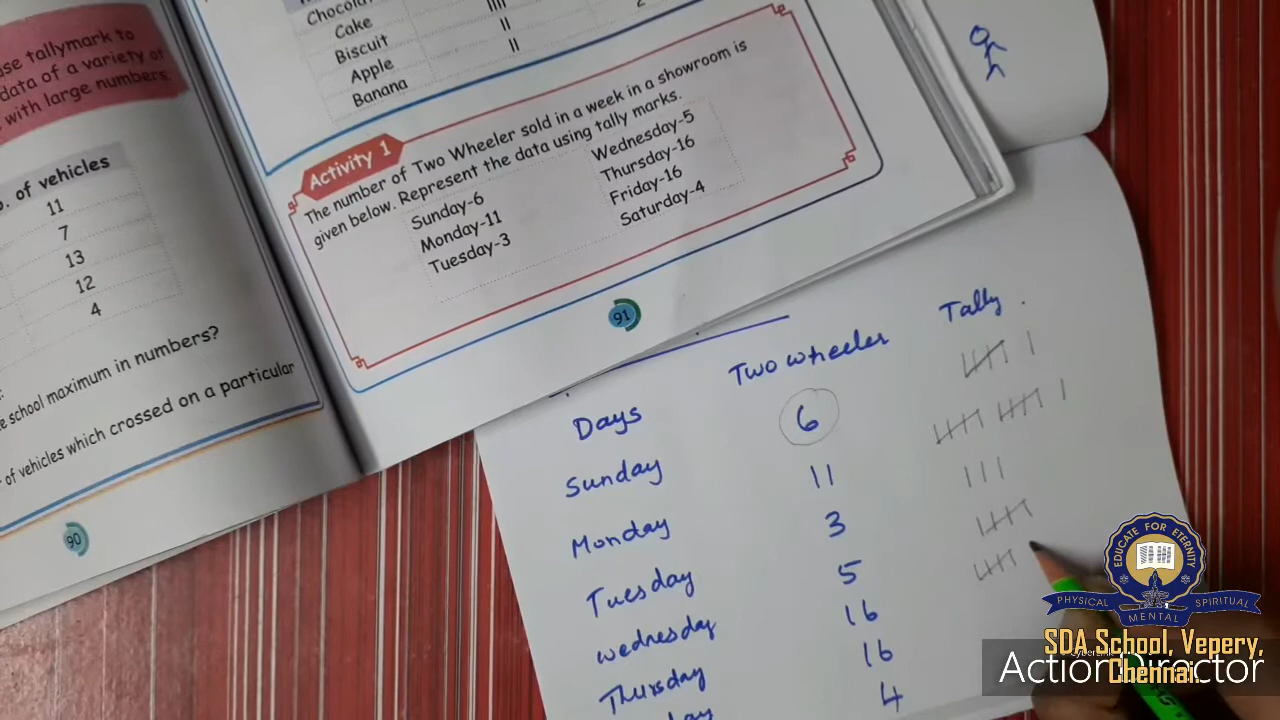 use tallymark to
data of a variety of
with large numbers.
of vehicles
11
7
13
12
4
e school maximum in numbers?
of vehicles which crossed on a particular
90
Cake
Biscuit
Apple
Banana
Activity 1
The number of Two Wheeler sold in a week in a showroom is
given below. Represent the data using tally marks.
Sunday-6
Monday-11
Tuesday-3
Wednesday-5
Thursday-16
Friday-16
Saturday-4
91
Days Two wheeler Tally
Sunday 6
Monday 11
Tuesday 3
wednesday 5
Thursday 16
16
4
EDUCATE FOR ETERNITY
PHYSICAL SPIRITUAL
MENTAL
SDA School, Vepery,
Chennai.